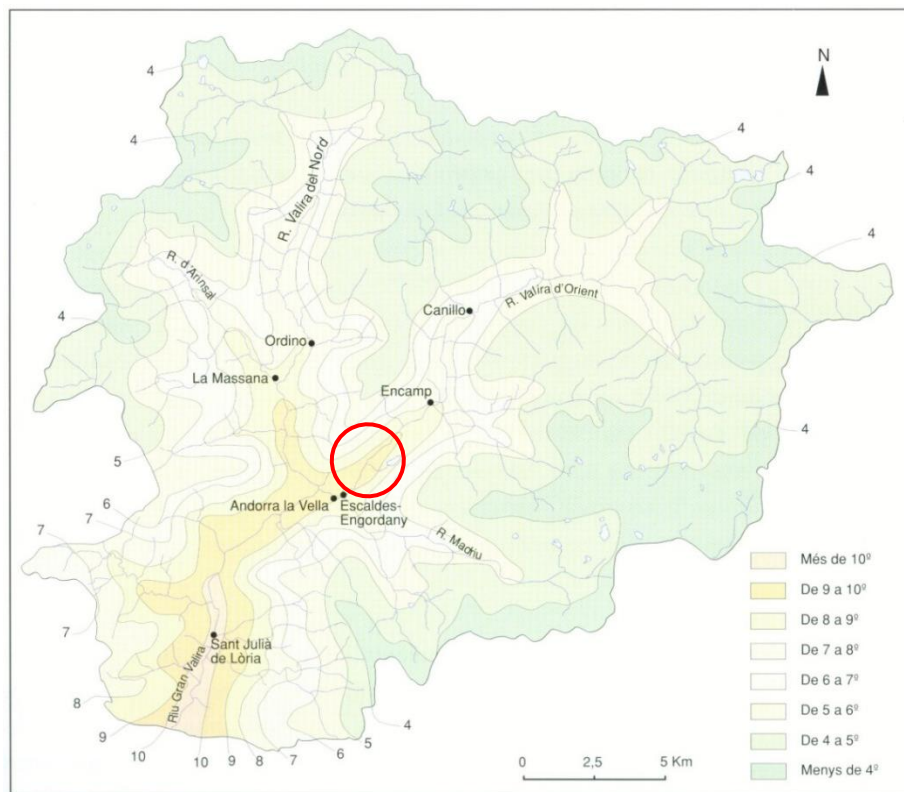 N
4
4
4
4
4
4
4
5
6
7
7
7
8
9
10
10
9
8
7
6
5
4
R. Valira del Nord
R. d'Arinsal
R. Valira d'Orient
Canillo
Ordino
La Massana
Encamp
Andorra la Vella
Escaldes-
Engordany
R. Madriu
Sant Julià
de Lòria
Riu Gran Valira
Més de 10º
De 9 a 10º
De 8 a 9º
De 7 a 8º
De 6 a 7º
De 5 a 6º
De 4 a 5º
Menys de 4º
0 2,5 5 Km